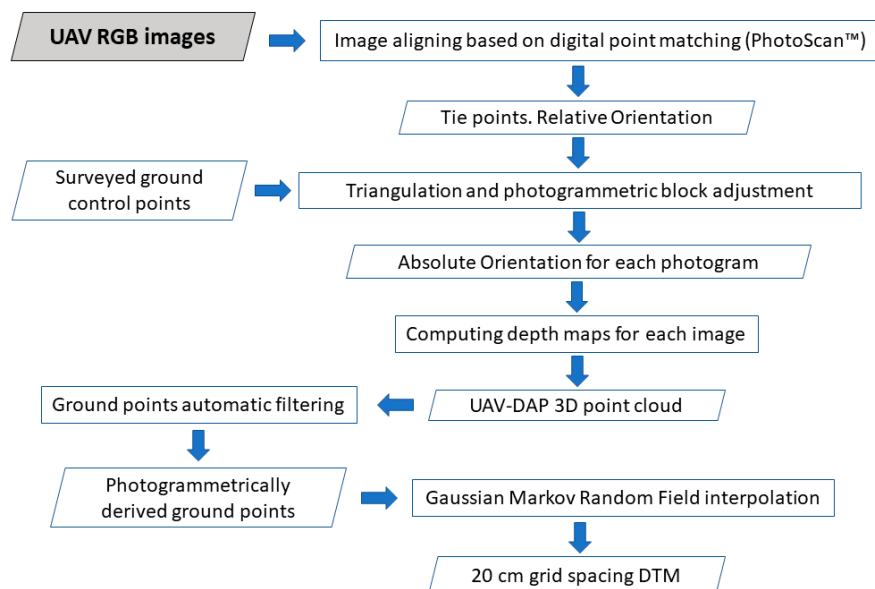 UAV RGB images
Image aligning based on digital point matching (PhotoScan™)
Tie points. Relative Orientation
Surveyed ground
control points
Triangulation and photogrammetric block adjustment
Absolute Orientation for each photogram
Computing depth maps for each image
Ground points automatic filtering
UAV-DAP 3D point cloud
Photogrammetrically
derived ground points
Gaussian Markov Random Field interpolation
20 cm grid spacing DTM